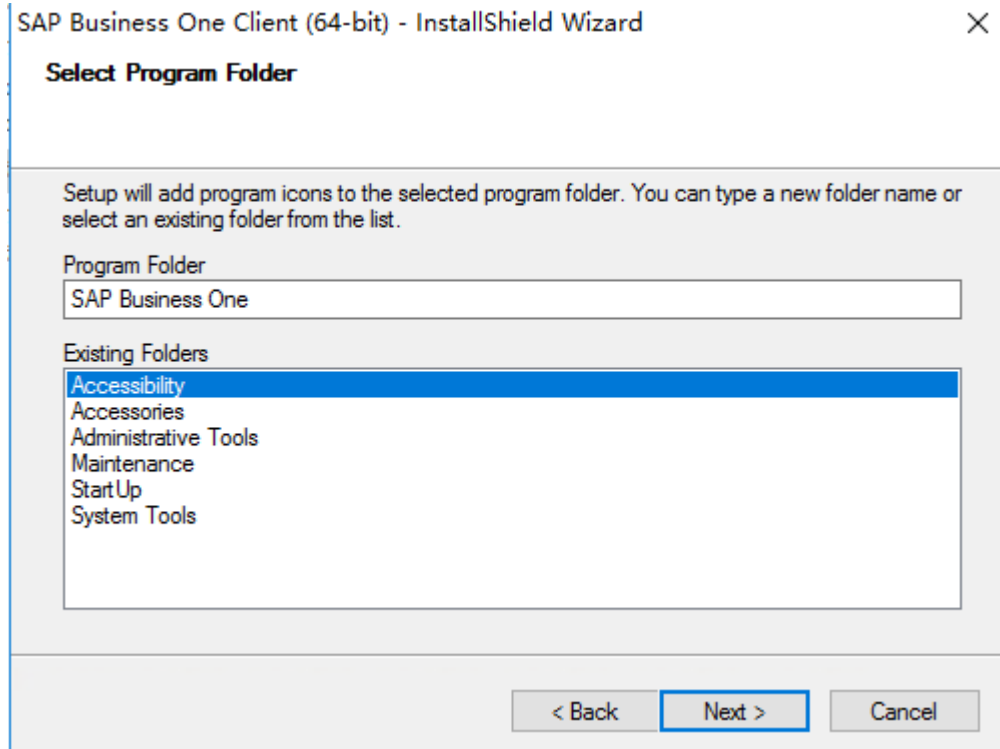 SAP Business One Client (64-bit) - InstallShield Wizard
Select Program Folder
Setup will add program icons to the selected program folder. You can type a new folder name or
select an existing folder from the list.
Program Folder
SAP Business One
Existing Folders
Accessibility
Accessories
Administrative Tools
Maintenance
StartUp
System Tools
< Back
Next >
Cancel